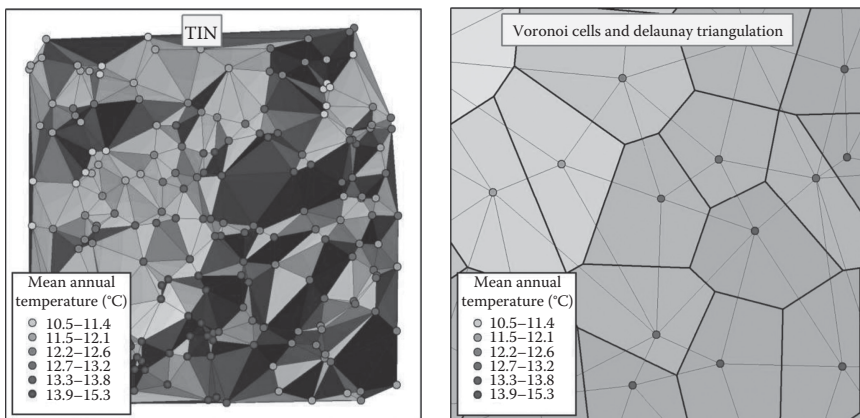 TIN
Mean annual
temperature (°C)
10.5–11.4
11.5–12.1
12.2–12.6
12.7–13.2
13.3–13.8
13.9–15.3
Voronoi cells and delaunay triangulation
Mean annual
temperature (°C)
10.5–11.4
11.5–12.1
12.2–12.6
12.7–13.2
13.3–13.8
13.9–15.3